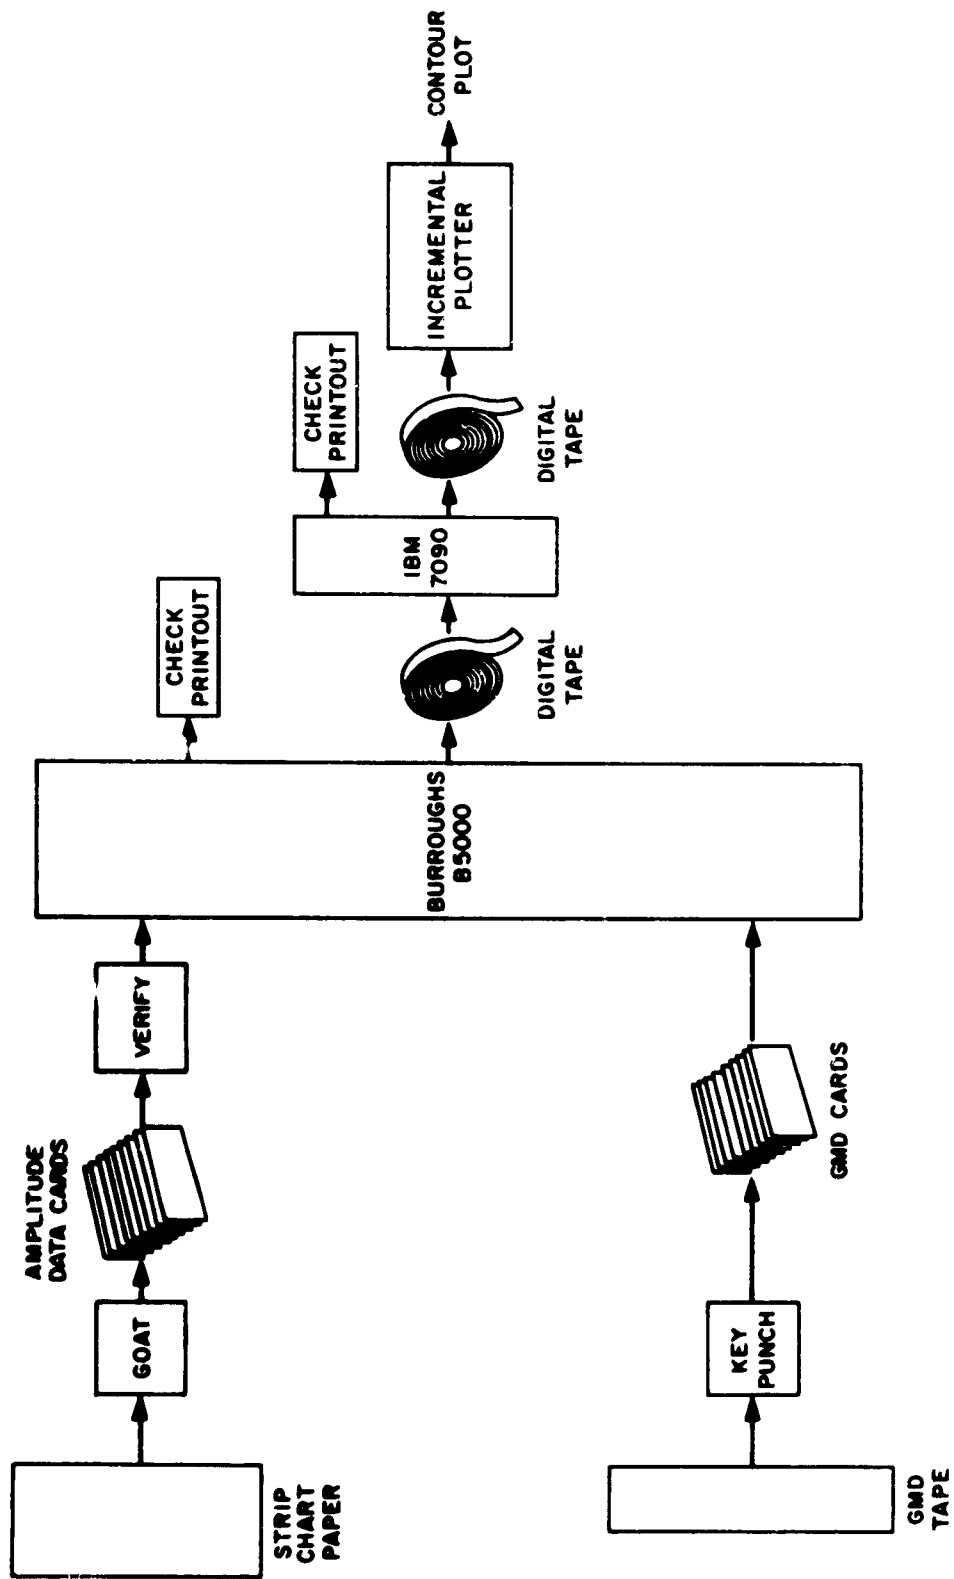 STRIP
CHART
PAPER
GOAT
AMPLITUDE
DATA CARDS
VERIFY
GMD
TAPE
KEY
PUNCH
GMD CARDS
BURROUGHS
B5000
CHECK
PRINTOUT
DIGITAL
TAPE
IBM
7090
CHECK
PRINTOUT
DIGITAL
TAPE
INCREMENTAL
PLOTTER
CONTOUR
PLOT